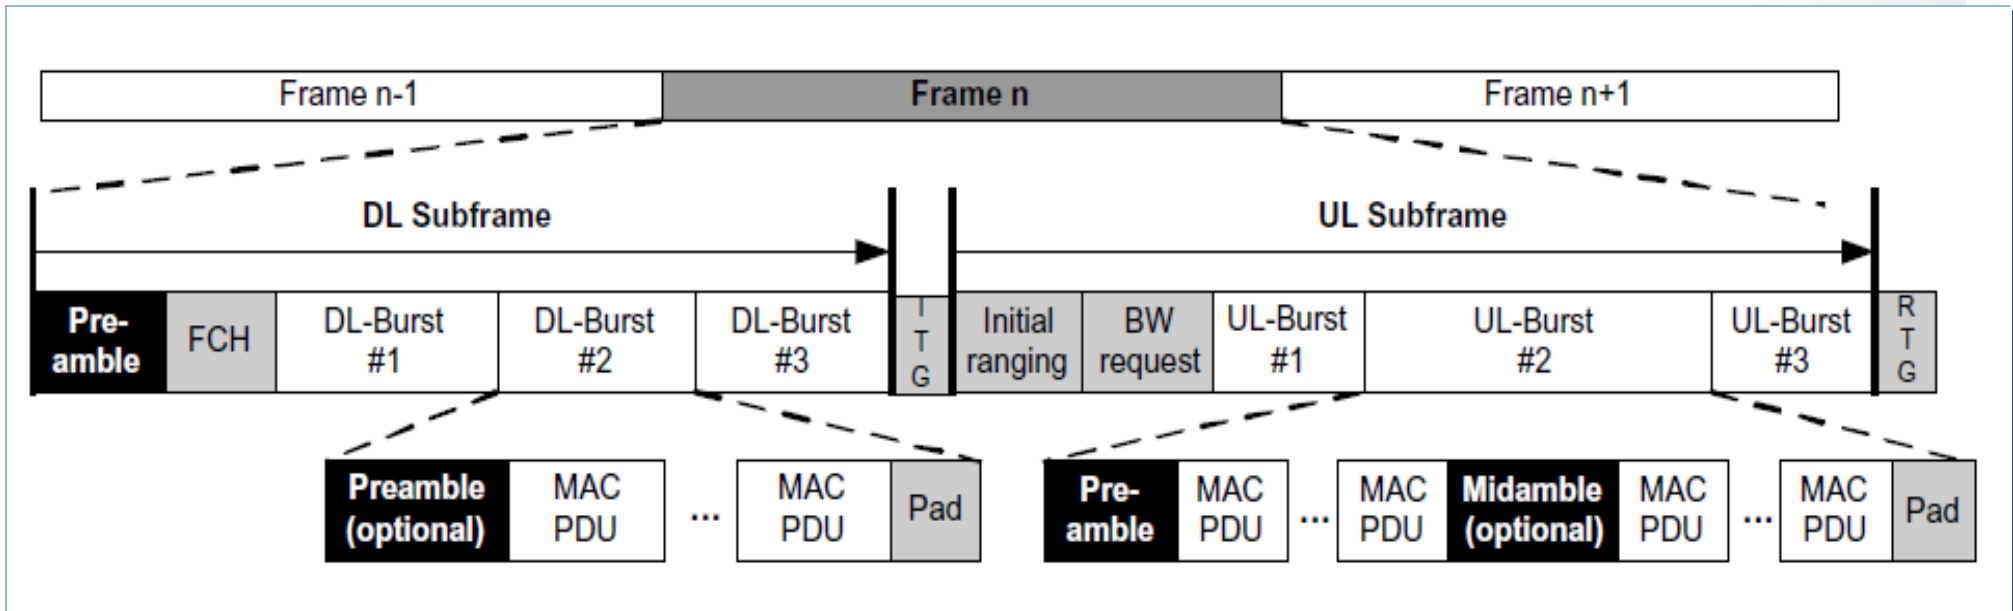 Frame n-1
Frame n
Frame n+1
DL Subframe
UL Subframe
Pre-
amble
FCH
DL-Burst
#1
DL-Burst
#2
DL-Burst
#3
T
T
G
Initial
ranging
BW
request
UL-Burst
#1
UL-Burst
#2
UL-Burst
#3
R
T
G
Preamble
(optional)
MAC
PDU
...
MAC
PDU
Pad
Pre-
amble
MAC
PDU
...
MAC
PDU
Midamble
(optional)
MAC
PDU
...
MAC
PDU
Pad